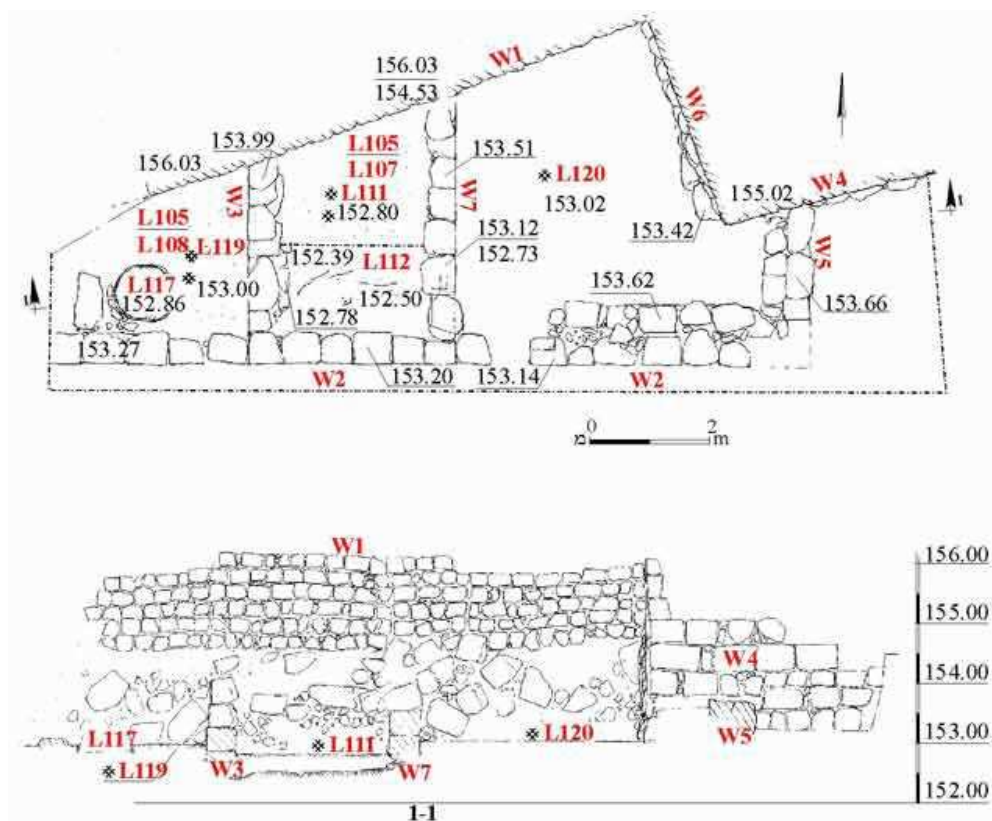 W1
156.03
154.53
W6
153.99
L105
L107
153.51
156.03
W3
L111
W7
L120
155.02
W4
1
L105
152.80
153.02
L108 L119
153.12
153.42
152.39
L112
152.73
W5
L117
153.00
1
152.86
152.50
153.62
153.66
152.78
153.27
W2
153.20
153.14
W2
מ 0 2 m
W1
156.00
155.00
W4
154.00
L117
L111
L120
W5
153.00
L119
W3
W7
152.00
1-1